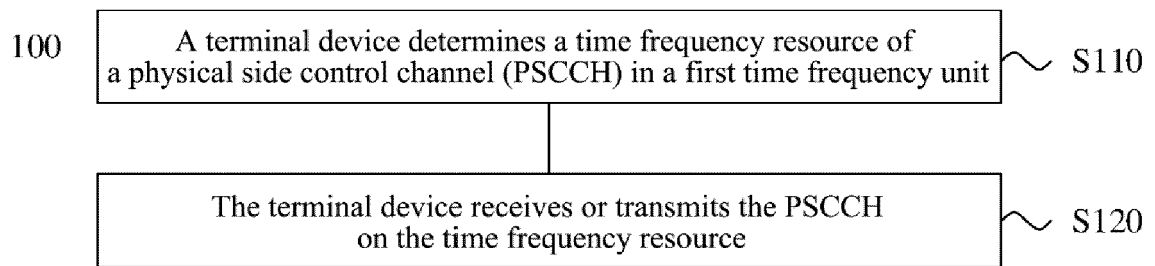 100
A terminal device determines a time frequency resource of
a physical side control channel (PSCCH) in a first time frequency unit
S110
The terminal device receives or transmits the PSCCH
on the time frequency resource
S120